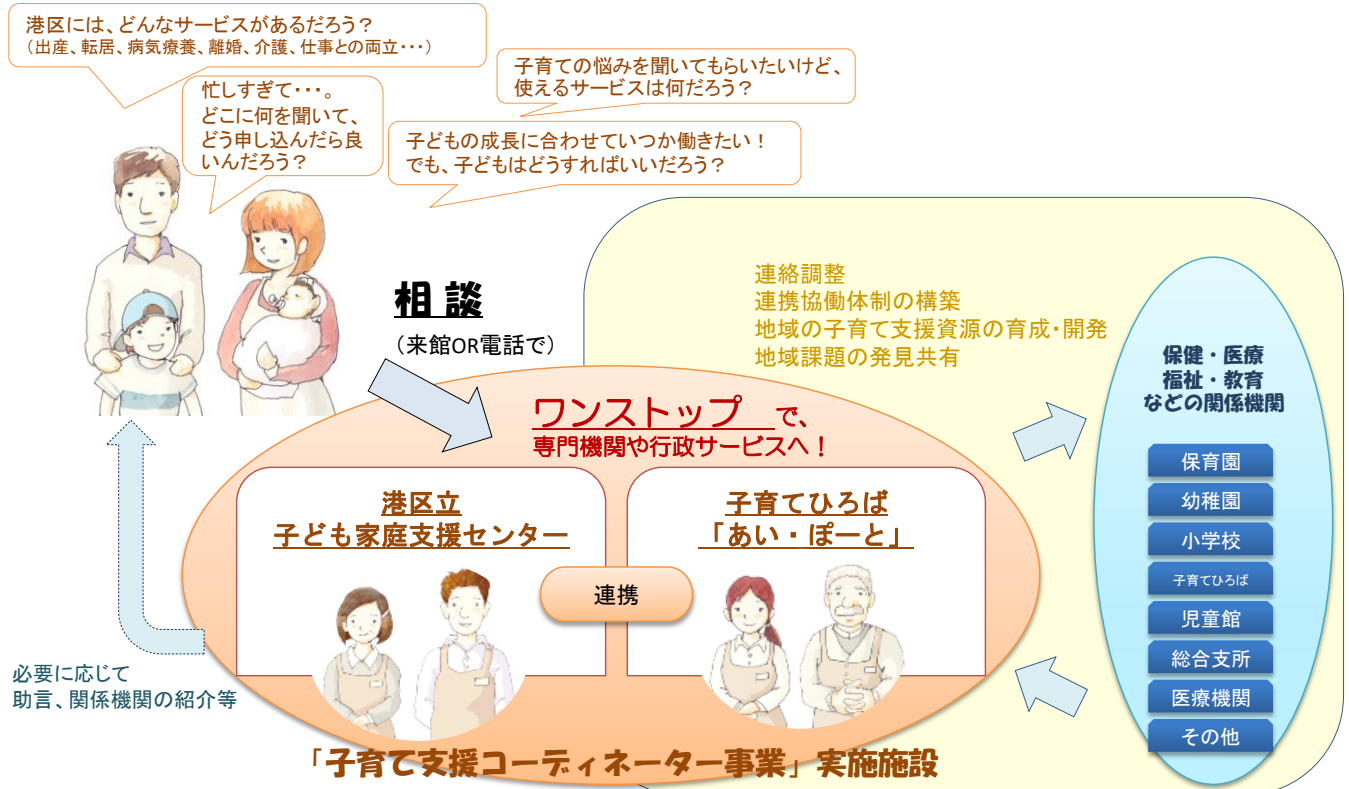 港区には、どんなサービスがあるだろう？
（出産、転居、病気療養、離婚、介護、仕事との両立･･･）
子育ての悩みを聞いてもらいたいけど、
使えるサービスは何だろう？
忙しすぎて･･･。
どこに何を聞いて、
どう申し込んだら良
いんだろう？
子どもの成長に合わせていつか働きたい！
でも、子どもはどうすればいいだろう？
相談
（来館OR電話で）
連絡調整
連携協働体制の構築
地域の子育て支援資源の育成･開発
地域課題の発見共有
ワンストップ で、
専門機関や行政サービスへ！
港区立
子ども家庭支援センター
連携
子育てひろば
「あい・ぽーと」
保健・医療
福祉・教育
などの関係機関
保育園
幼稚園
小学校
子育てひろば
児童館
総合支所
医療機関
その他
必要に応じて
助言、関係機関の紹介等
「子育て支援コーディネーター事業」実施施設